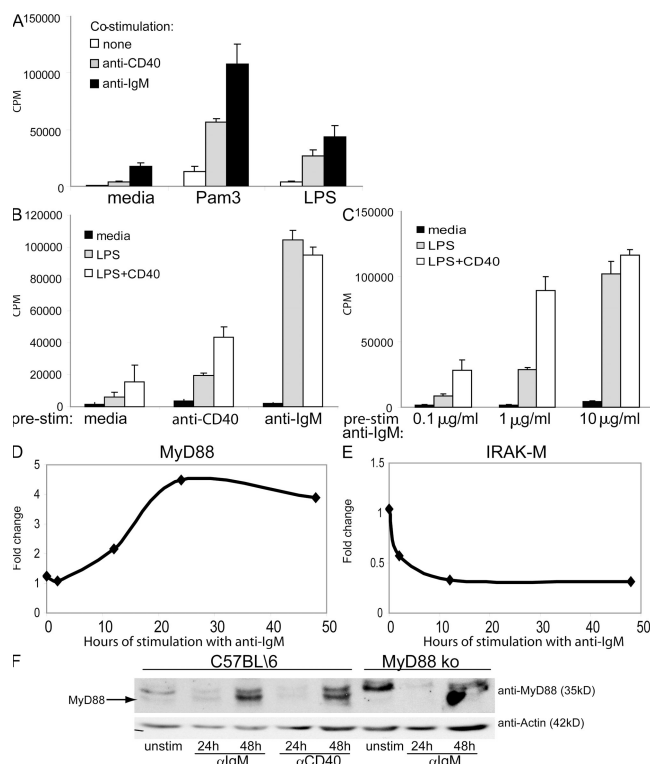 A
150000
100000
50000
0
CPM
Co-stimulation:
none
anti-CD40
anti-IgM
media Pam3 LPS
B
120000
100000
80000
60000
40000
20000
0
CPM
media
LPS
LPS+CD40
pre-stim: media anti-CD40 anti-IgM
C
150000
100000
50000
0
CPM
media
LPS
LPS+CD40
pre-stim 0.1 µg/ml 1 µg/ml 10 µg/ml
anti-IgM:
D
MyD88
5
4
3
2
1
0
Fold change
0 10 20 30 40 50
Hours of stimulation with anti-IgM
E
IRAK-M
1.5
1
0.5
0
Fold change
0 10 20 30 40 50
Hours of stimulation with anti-IgM
F
C57BL\6 MyD88 ko
MyD88
anti-MyD88 (35kD)
anti-Actin (42kD)
unstim 24h 48h 24h 48h unstim 24h 48h
αIgM αCD40 αIgM